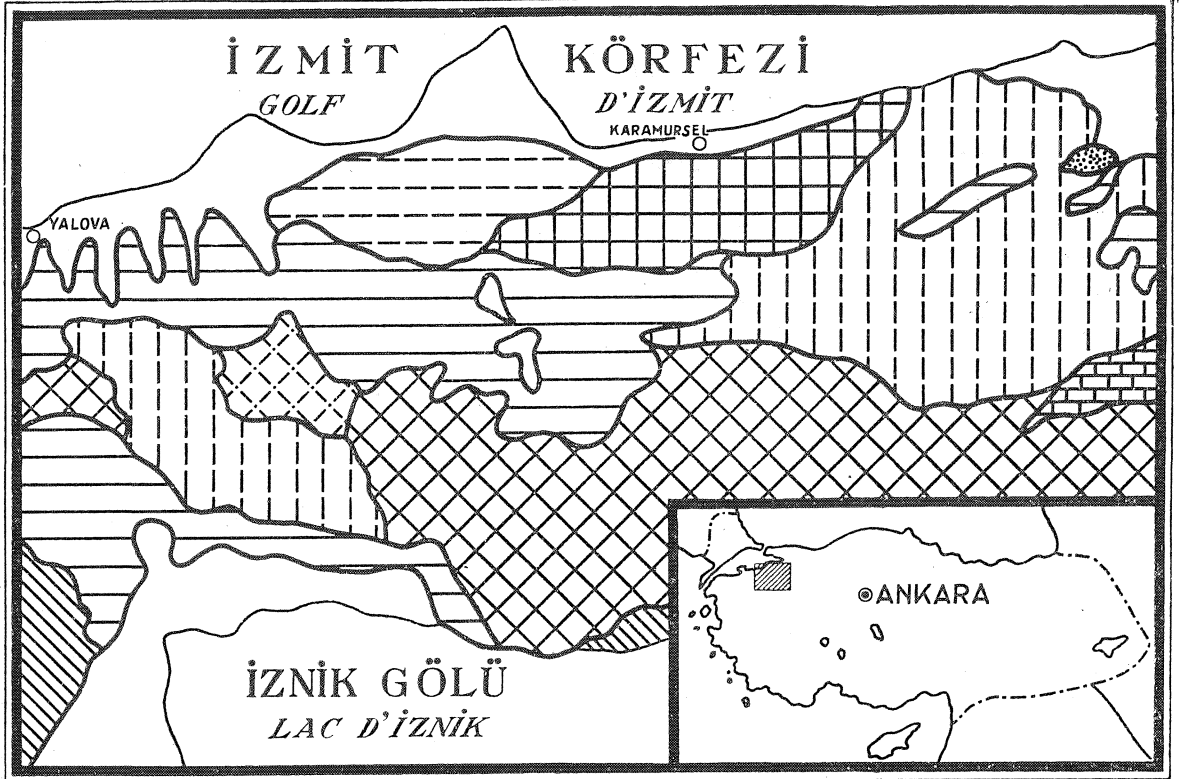 İZMİT KÖRFEZİ
GOLF D'İZMİT
KARAMURSEL
YALOVA
ANKARA
İZNİK GÖLÜ
LAC D'İZNİK